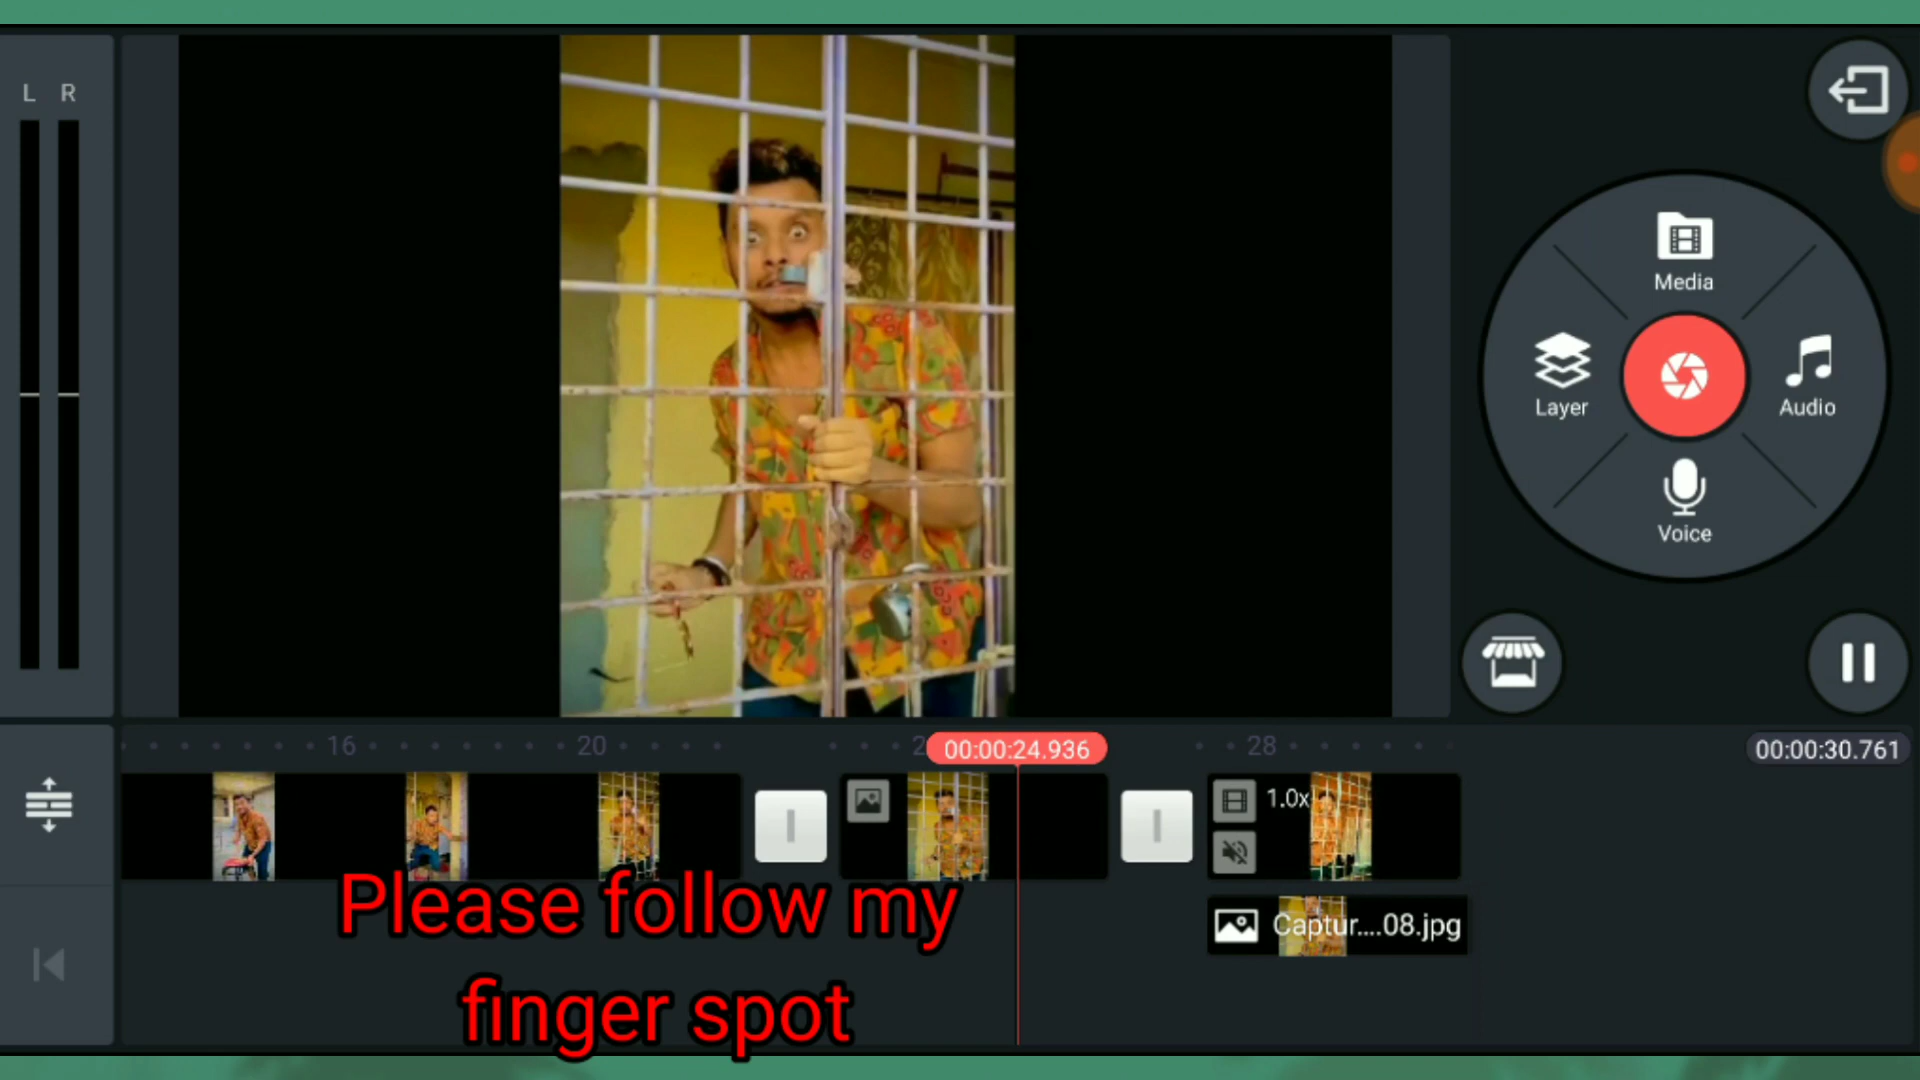 L R
Media
Layer
Audio
Voice
16
20
00:00:24.936
28
00:00:30.761
1.0x
Captur....08.jpg
Please follow my
finger spot